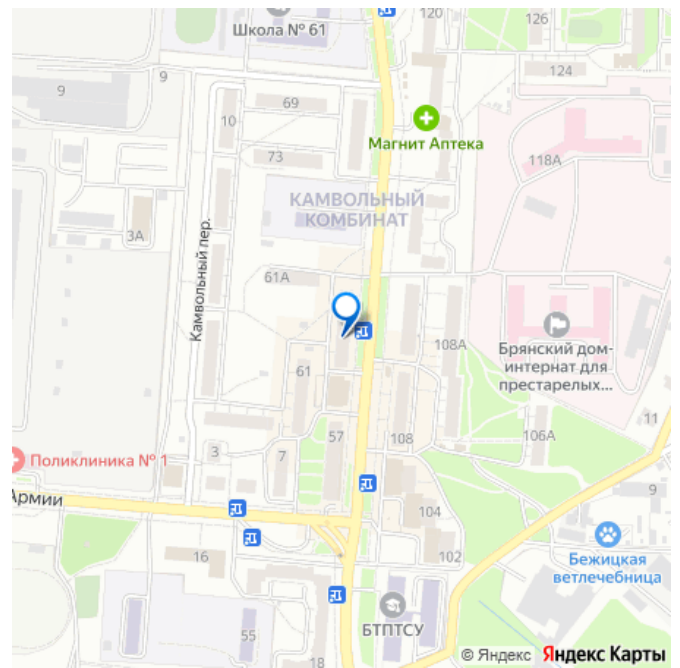 120
126
Школа № 61
124
9
9
69
10
Магнит Аптека
118А
73
КАМВОЛЬНЫЙ
КОМБИНАТ
3А
Камвольный пер.
61А
108А
Брянский дом-
интернат для
престарелых...
61
11
57
108
106А
3
7
Поликлиника № 1
Армии
104
9
102
16
Бежицкая
ветлечебница
БТПТСУ
55
18
© Яндекс Яндекс Карты